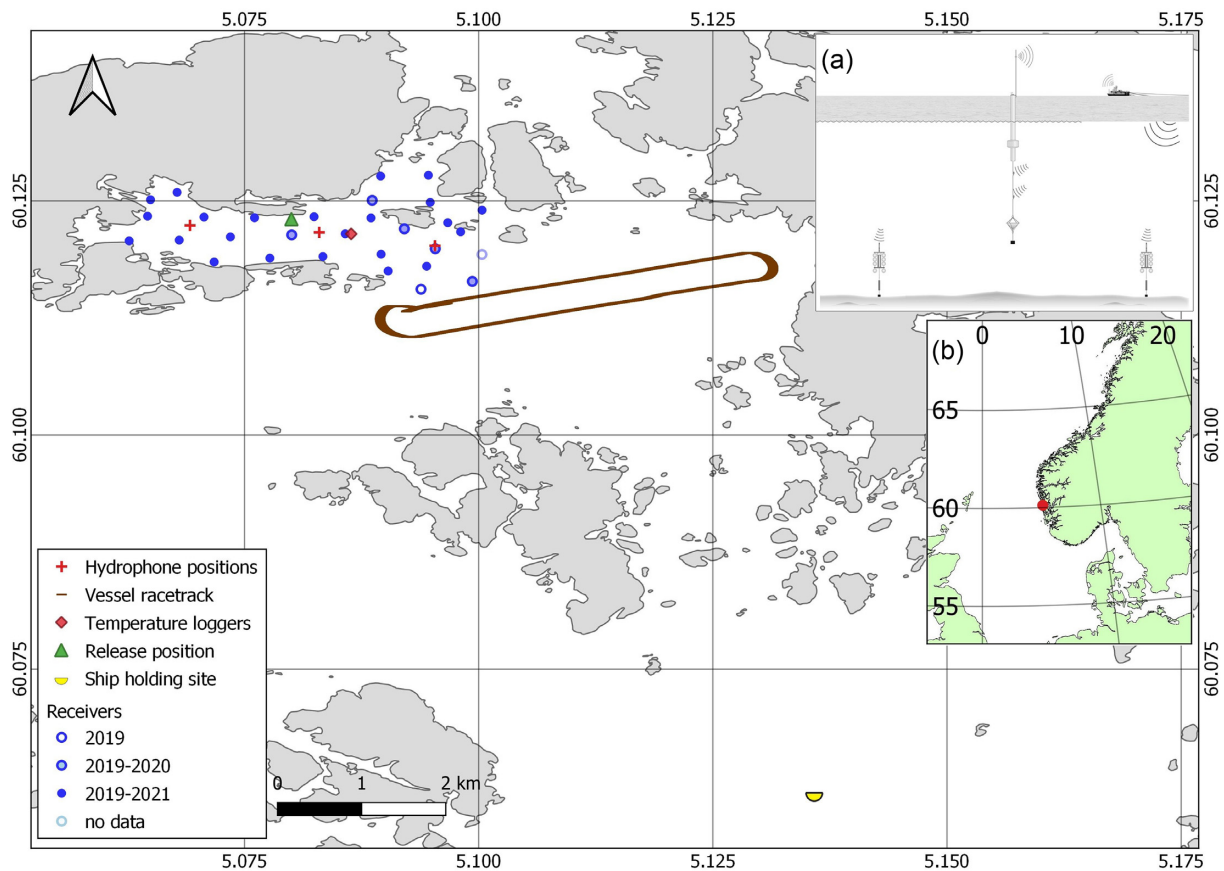 5.075 5.100 5.125 5.150 5.175
(a)
60.125 60.125
(b) 0 10 20
65
60
55
60.100 60.100
60.075 60.075
Hydrophone positions
Vessel racetrack
Temperature loggers
Release position
Ship holding site
Receivers
2019
2019-2020
2019-2021
no data
0 1 2 km
5.075 5.100 5.125 5.150 5.175